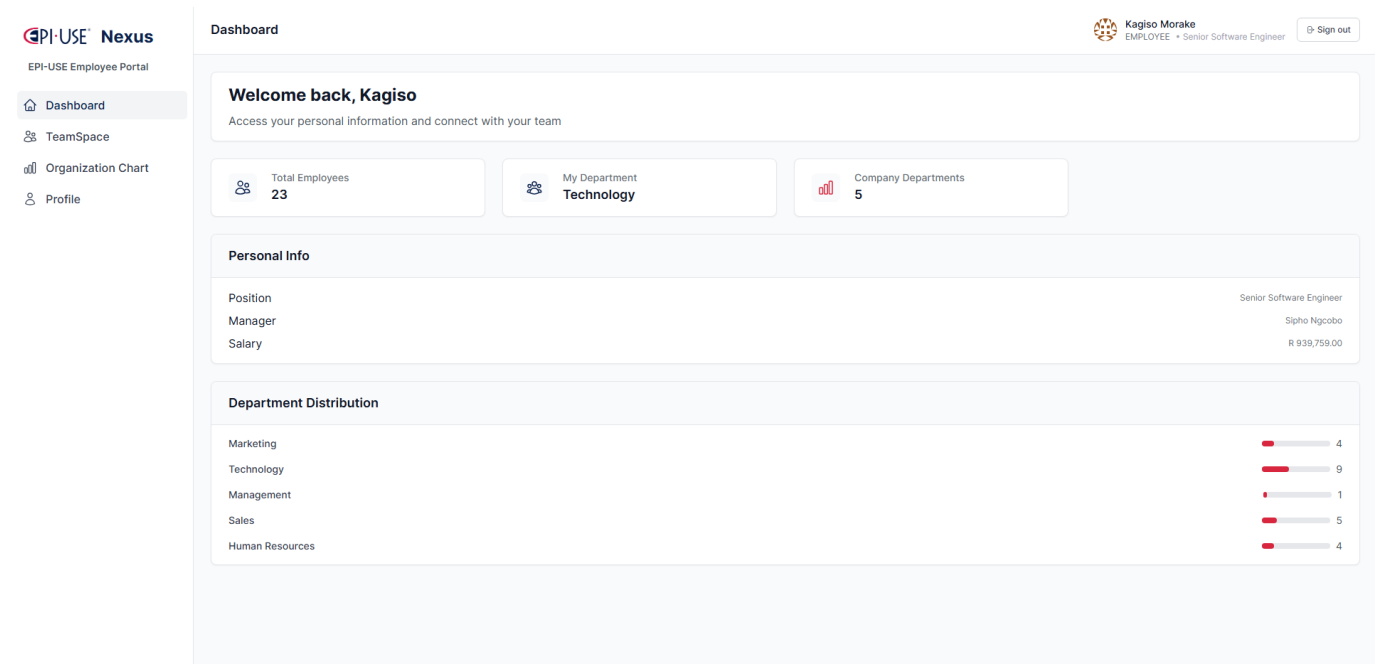 EPI·USE® Nexus
EPI-USE Employee Portal
Dashboard
TeamSpace
Organization Chart
Profile
Dashboard
Kagiso Morake
EMPLOYEE • Senior Software Engineer
Sign out
Welcome back, Kagiso
Access your personal information and connect with your team
Total Employees
23
My Department
Technology
Company Departments
5
Personal Info
Position Senior Software Engineer
Manager Sipho Ngcobo
Salary R 939,759.00
Department Distribution
Marketing 4
Technology 9
Management 1
Sales 5
Human Resources 4